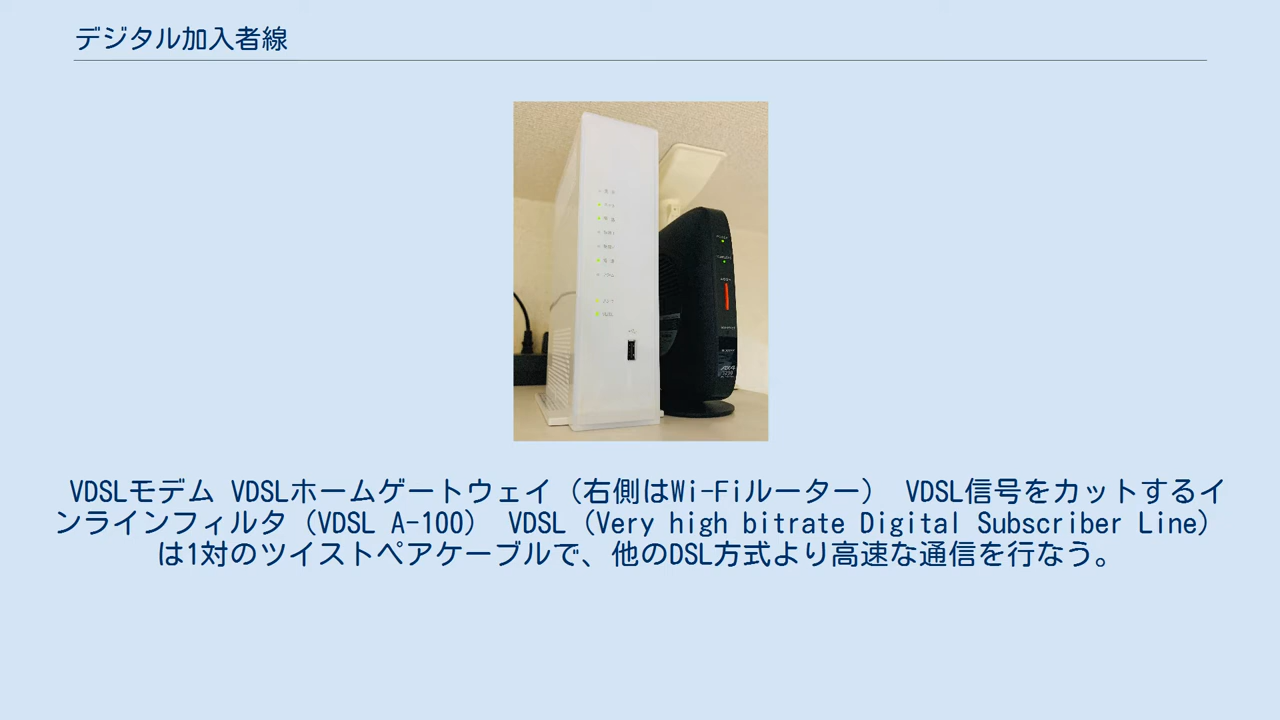 デジタル加入者線
VDSLモデム VDSLホームゲートウェイ（右側はWi-Fiルーター） VDSL信号をカットするイ
ンラインフィルタ（VDSL A-100） VDSL（Very high bitrate Digital Subscriber Line）
は1対のツイストペアケーブルで、他のDSL方式より高速な通信を行なう。